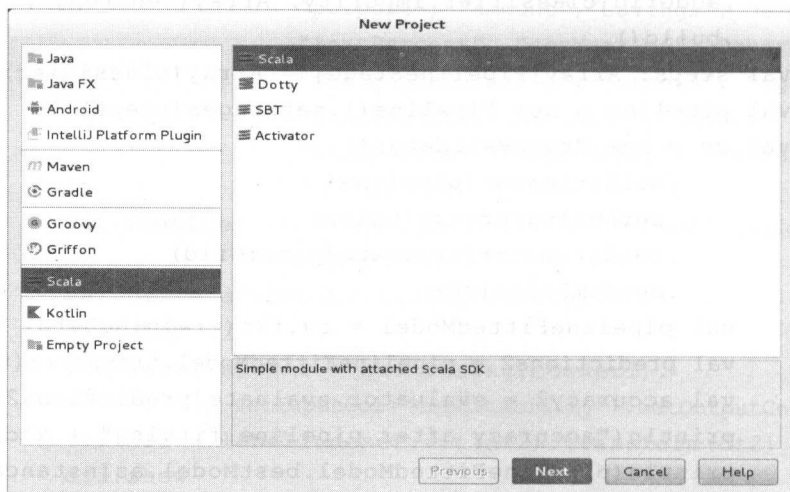 New Project
Java
Java FX
Android
IntelliJ Platform Plugin
Maven
Gradle
Groovy
Griffon
Scala
Kotlin
Empty Project
Scala
Dotty
SBT
Activator
Simple module with attached Scala SDK
Previous
Next
Cancel
Help